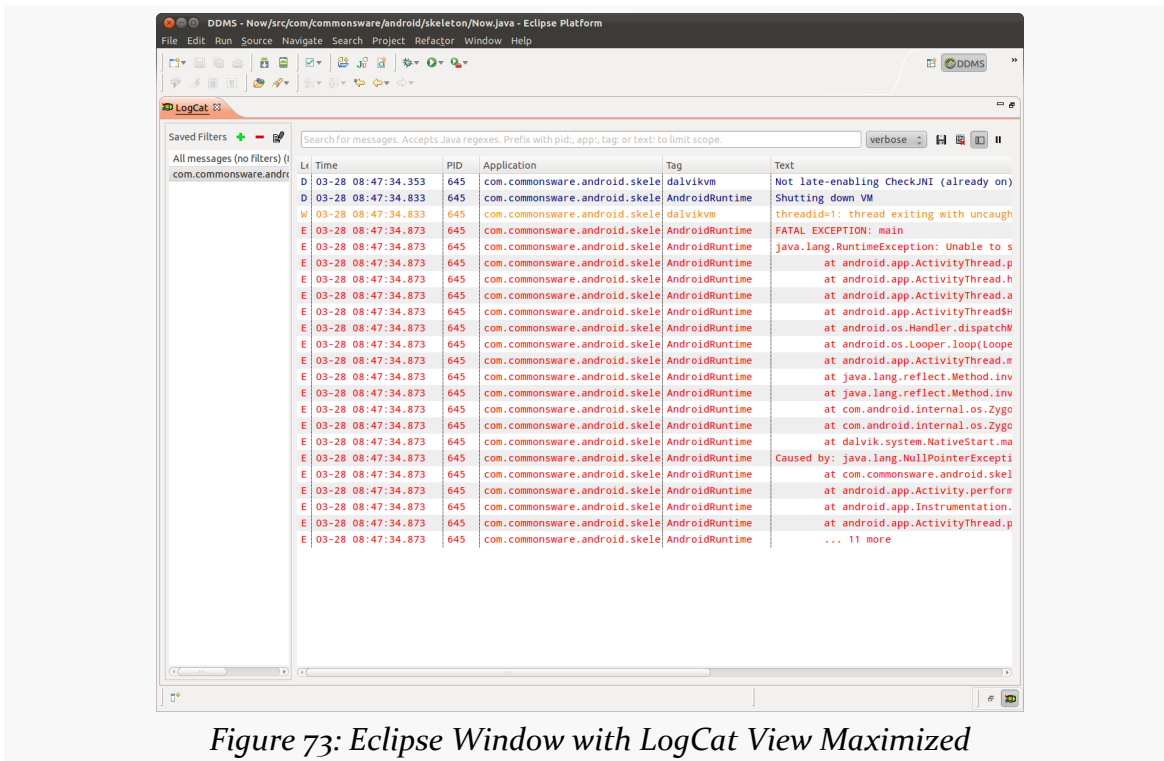 DDMS - Now/src/com/commonsware/android/skeleton/Now.java - Eclipse Platform
File Edit Run Source Navigate Search Project Refactor Window Help
DDMS
LogCat
Saved Filters
Search for messages. Accepts Java regexes. Prefix with pid:, app:, tag: or text: to limit scope.
verbose
All messages (no filters) (
com.commonsware.andro
Time PID Application Tag Text
D 03-28 08:47:34.353 645 com.commonsware.android.skele dalvikvm Not late-enabling CheckJNI (already on)
D 03-28 08:47:34.833 645 com.commonsware.android.skele AndroidRuntime Shutting down VM
W 03-28 08:47:34.833 645 com.commonsware.android.skele dalvikvm threadid=1: thread exiting with uncaugh
E 03-28 08:47:34.873 645 com.commonsware.android.skele AndroidRuntime FATAL EXCEPTION: main
E 03-28 08:47:34.873 645 com.commonsware.android.skele AndroidRuntime java.lang.RuntimeException: Unable to s
E 03-28 08:47:34.873 645 com.commonsware.android.skele AndroidRuntime at android.app.ActivityThread.p
E 03-28 08:47:34.873 645 com.commonsware.android.skele AndroidRuntime at android.app.ActivityThread.h
E 03-28 08:47:34.873 645 com.commonsware.android.skele AndroidRuntime at android.app.ActivityThread.a
E 03-28 08:47:34.873 645 com.commonsware.android.skele AndroidRuntime at android.app.ActivityThread$H
E 03-28 08:47:34.873 645 com.commonsware.android.skele AndroidRuntime at android.os.Handler.dispatchM
E 03-28 08:47:34.873 645 com.commonsware.android.skele AndroidRuntime at android.os.Looper.loop(Loope
E 03-28 08:47:34.873 645 com.commonsware.android.skele AndroidRuntime at android.app.ActivityThread.m
E 03-28 08:47:34.873 645 com.commonsware.android.skele AndroidRuntime at java.lang.reflect.Method.inv
E 03-28 08:47:34.873 645 com.commonsware.android.skele AndroidRuntime at java.lang.reflect.Method.inv
E 03-28 08:47:34.873 645 com.commonsware.android.skele AndroidRuntime at com.android.internal.os.Zygo
E 03-28 08:47:34.873 645 com.commonsware.android.skele AndroidRuntime at com.android.internal.os.Zygo
E 03-28 08:47:34.873 645 com.commonsware.android.skele AndroidRuntime at dalvik.system.NativeStart.ma
E 03-28 08:47:34.873 645 com.commonsware.android.skele AndroidRuntime Caused by: java.lang.NullPointerExcepti
E 03-28 08:47:34.873 645 com.commonsware.android.skele AndroidRuntime at com.commonsware.android.skel
E 03-28 08:47:34.873 645 com.commonsware.android.skele AndroidRuntime at android.app.Activity.perform
E 03-28 08:47:34.873 645 com.commonsware.android.skele AndroidRuntime at android.app.Instrumentation.
E 03-28 08:47:34.873 645 com.commonsware.android.skele AndroidRuntime at android.app.ActivityThread.p
E 03-28 08:47:34.873 645 com.commonsware.android.skele AndroidRuntime ... 11 more
Figure 73: Eclipse Window with LogCat View Maximized